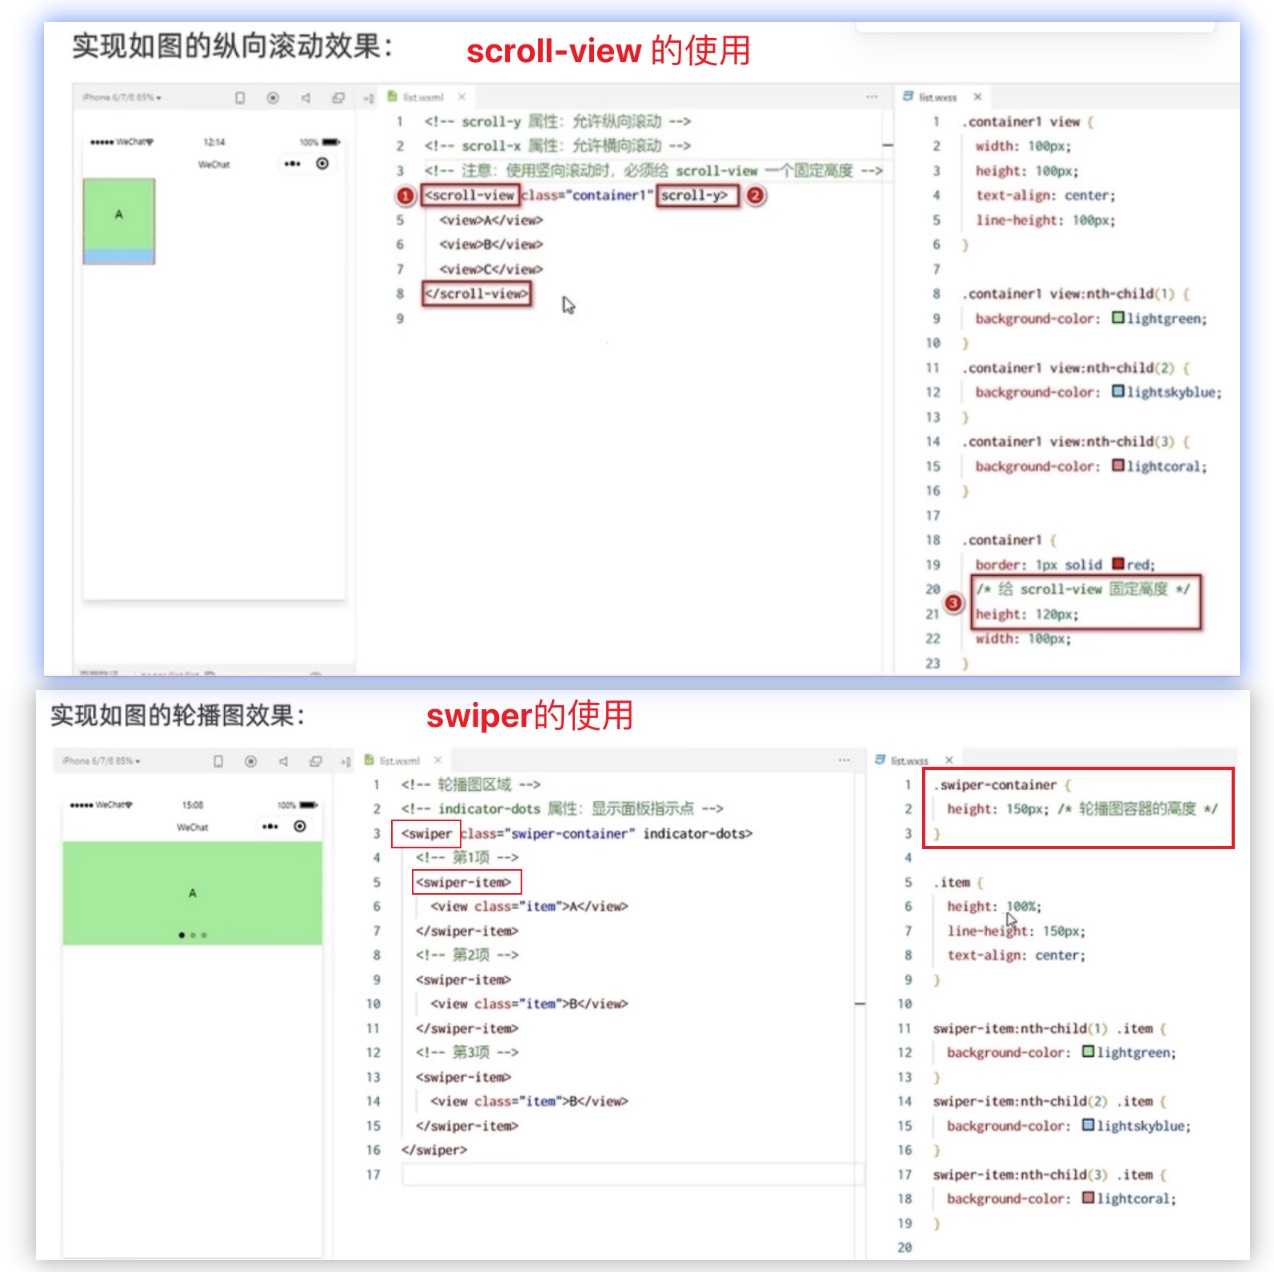 实现如图的纵向滚动效果：
scroll-view 的使用
iPhone 6/7/8 85%
list.wxml
list.wxss
WeChat
12:14
100%
WeChat
A
1 <!-- scroll-y 属性：允许纵向滚动 -->
2 <!-- scroll-x 属性：允许横向滚动 -->
3 <!-- 注意：使用竖向滚动时，必须给 scroll-view 一个固定高度 -->
1
<scroll-view class="container1" scroll-y>
2
5 <view>A</view>
6 <view>B</view>
7 <view>C</view>
8 </scroll-view>
9
1 .container1 view {
2 width: 100px;
3 height: 100px;
4 text-align: center;
5 line-height: 100px;
6 }
7
8 .container1 view:nth-child(1) {
9 background-color: lightgreen;
10 }
11 .container1 view:nth-child(2) {
12 background-color: lightskyblue;
13 }
14 .container1 view:nth-child(3) {
15 background-color: lightcoral;
16 }
17
18 .container1 {
19 border: 1px solid red;
20 /* 给 scroll-view 固定高度 */
3
21 height: 120px;
22 width: 100px;
23 }
实现如图的轮播图效果：
swiper的使用
iPhone 6/7/8 85%
list.wxml
list.wxss
WeChat
15:08
100%
WeChat
A
1 <!-- 轮播图区域 -->
2 <!-- indicator-dots 属性：显示面板指示点 -->
3 <swiper class="swiper-container" indicator-dots>
4 <!-- 第1项 -->
5 <swiper-item>
6 <view class="item">A</view>
7 </swiper-item>
8 <!-- 第2项 -->
9 <swiper-item>
10 <view class="item">B</view>
11 </swiper-item>
12 <!-- 第3项 -->
13 <swiper-item>
14 <view class="item">B</view>
15 </swiper-item>
16 </swiper>
17
1 .swiper-container {
2 height: 150px; /* 轮播图容器的高度 */
3 }
4
5 .item {
6 height: 100%;
7 line-height: 150px;
8 text-align: center;
9 }
10
11 swiper-item:nth-child(1) .item {
12 background-color: lightgreen;
13 }
14 swiper-item:nth-child(2) .item {
15 background-color: lightskyblue;
16 }
17 swiper-item:nth-child(3) .item {
18 background-color: lightcoral;
19 }
20